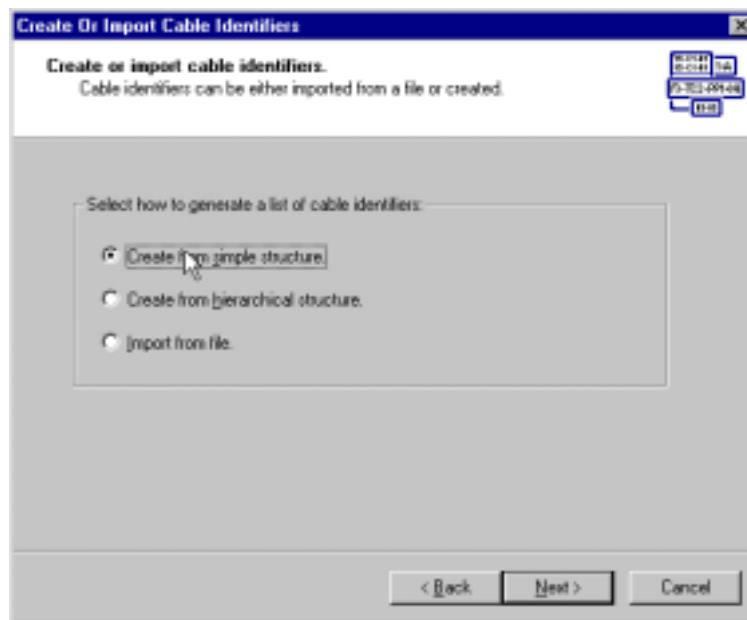 Create Or Import Cable Identifiers
Create or import cable identifiers.
Cable identifiers can be either imported from a file or created.
Select how to generate a list of cable identifiers:
Create from simple structure.
Create from hierarchical structure.
Import from file.
< Back
Next >
Cancel